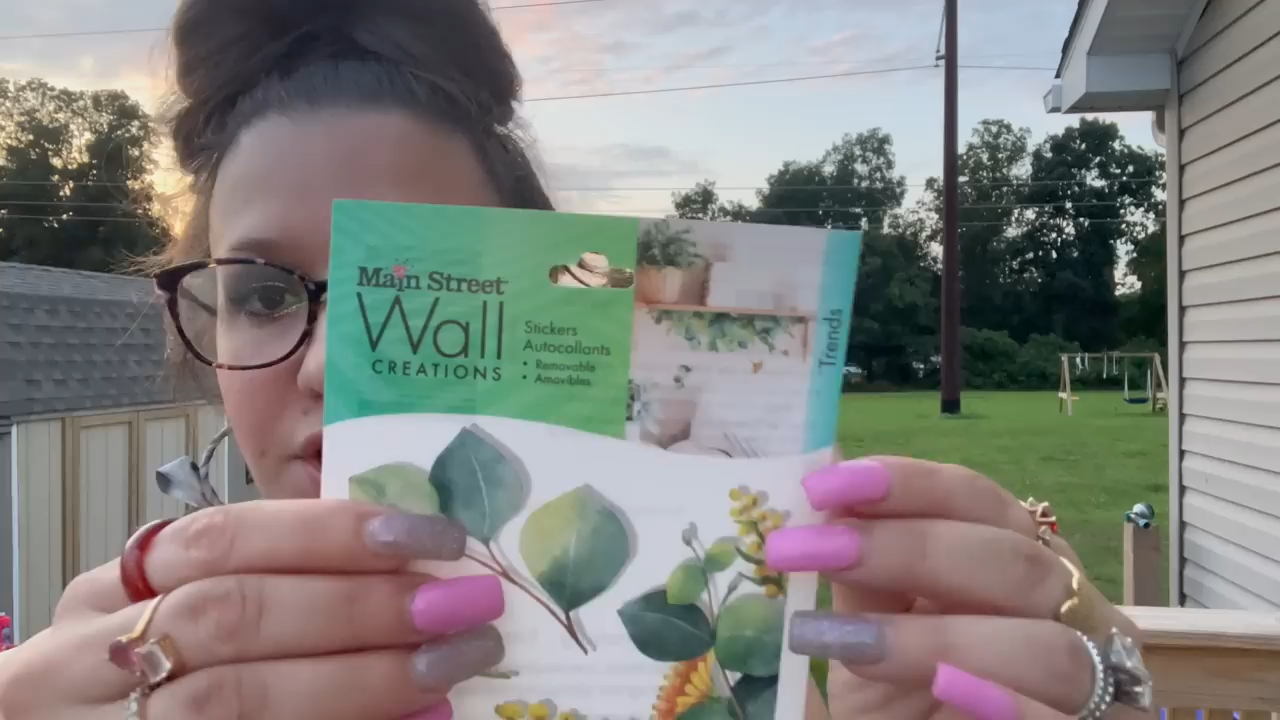 Main Street
Wall
CREATIONS
Stickers
Autocollants
• Removable
• Amovibles
Trends